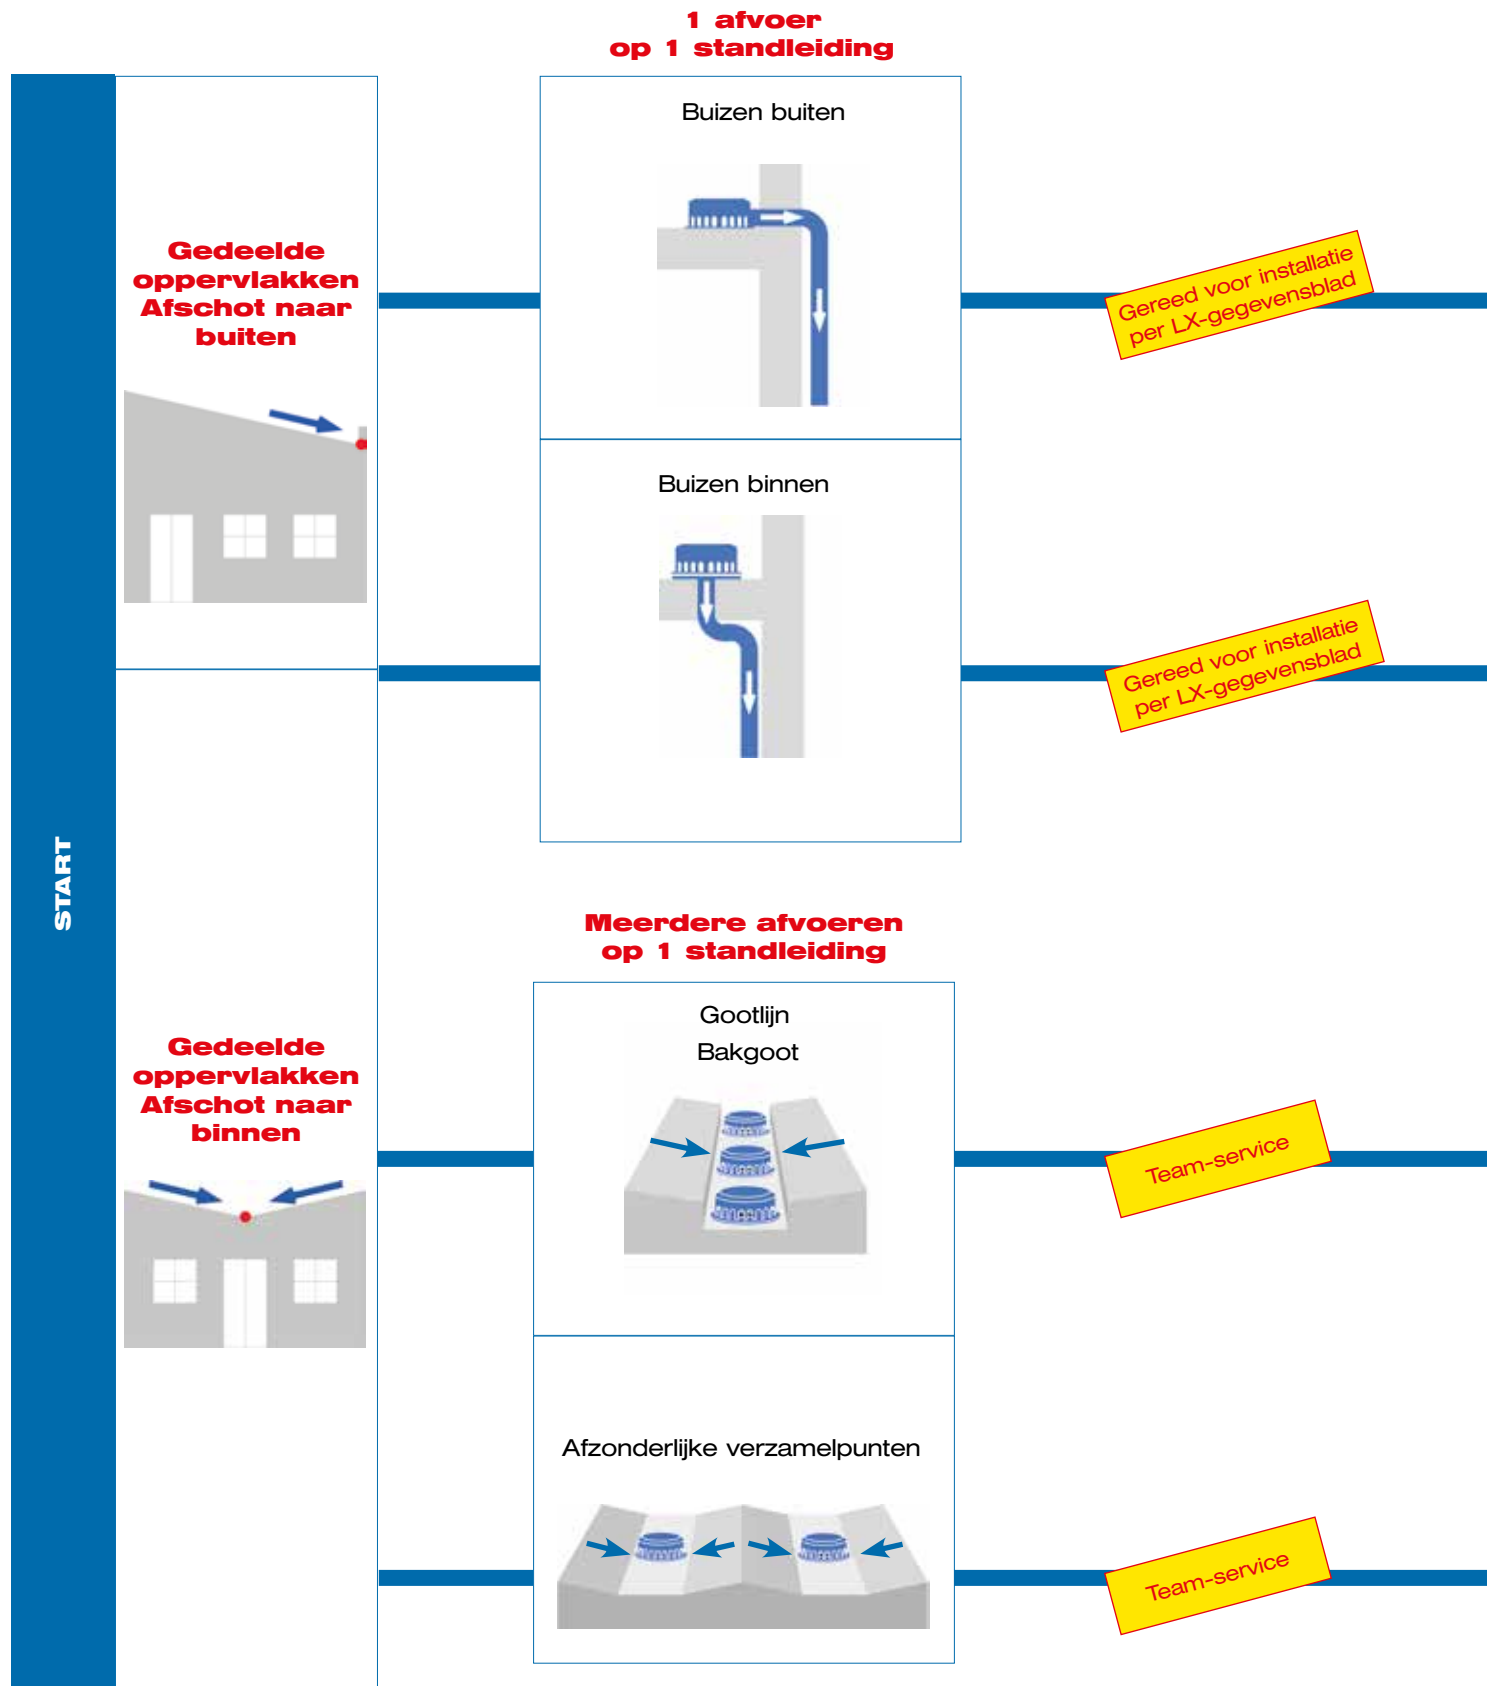 START
Gedeelde
oppervlakken
Afschot naar
buiten
Gedeelde
oppervlakken
Afschot naar
binnen
1 afvoer
op 1 standleiding
Buizen buiten
Gereed voor installatie
per LX-gegevensblad
Buizen binnen
Gereed voor installatie
per LX-gegevensblad
Meerdere afvoeren
op 1 standleiding
Gootlijn
Bakgoot
Team-service
Afzonderlijke verzamelpunten
Team-service